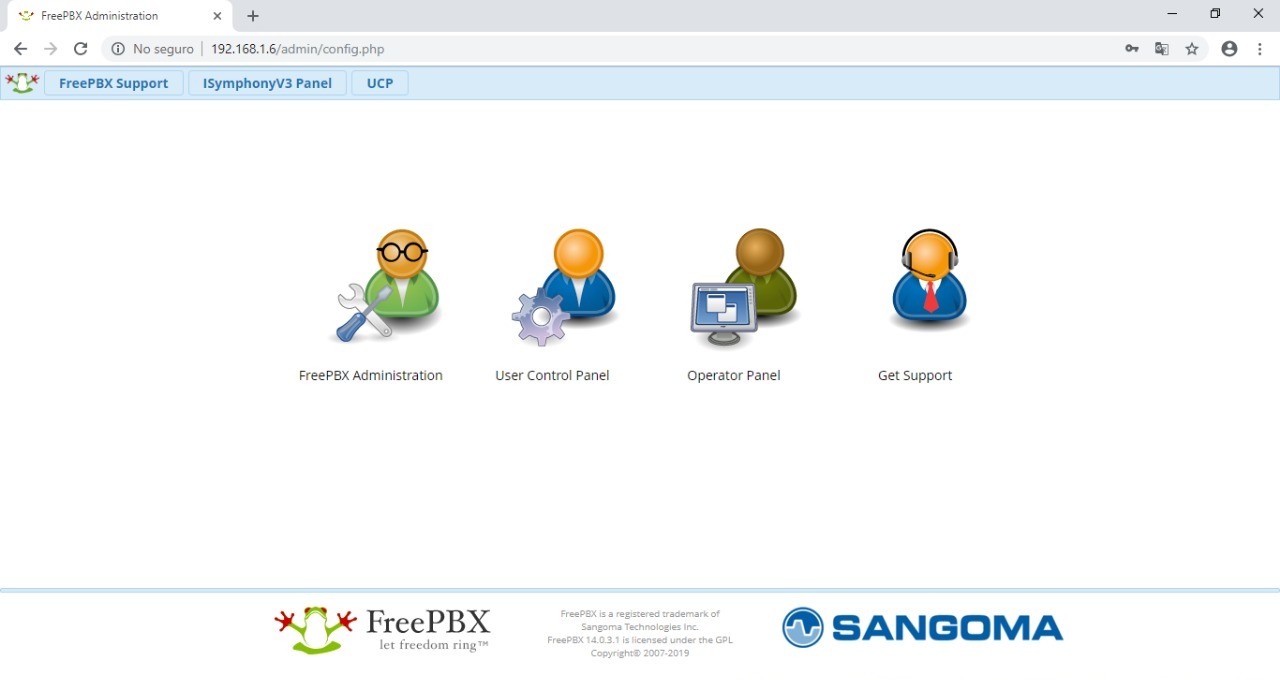 FreePBX Administration
No seguro
192.168.1.6/admin/config.php
FreePBX Support
ISymphonyV3 Panel
UCP
FreePBX Administration
User Control Panel
Operator Panel
Get Support
FreePBX
let freedom ring™
FreePBX is a registered trademark of
Sangoma Technologies Inc.
FreePBX 14.0.3.1 is licensed under the GPL
Copyright© 2007-2019
SANGOMA